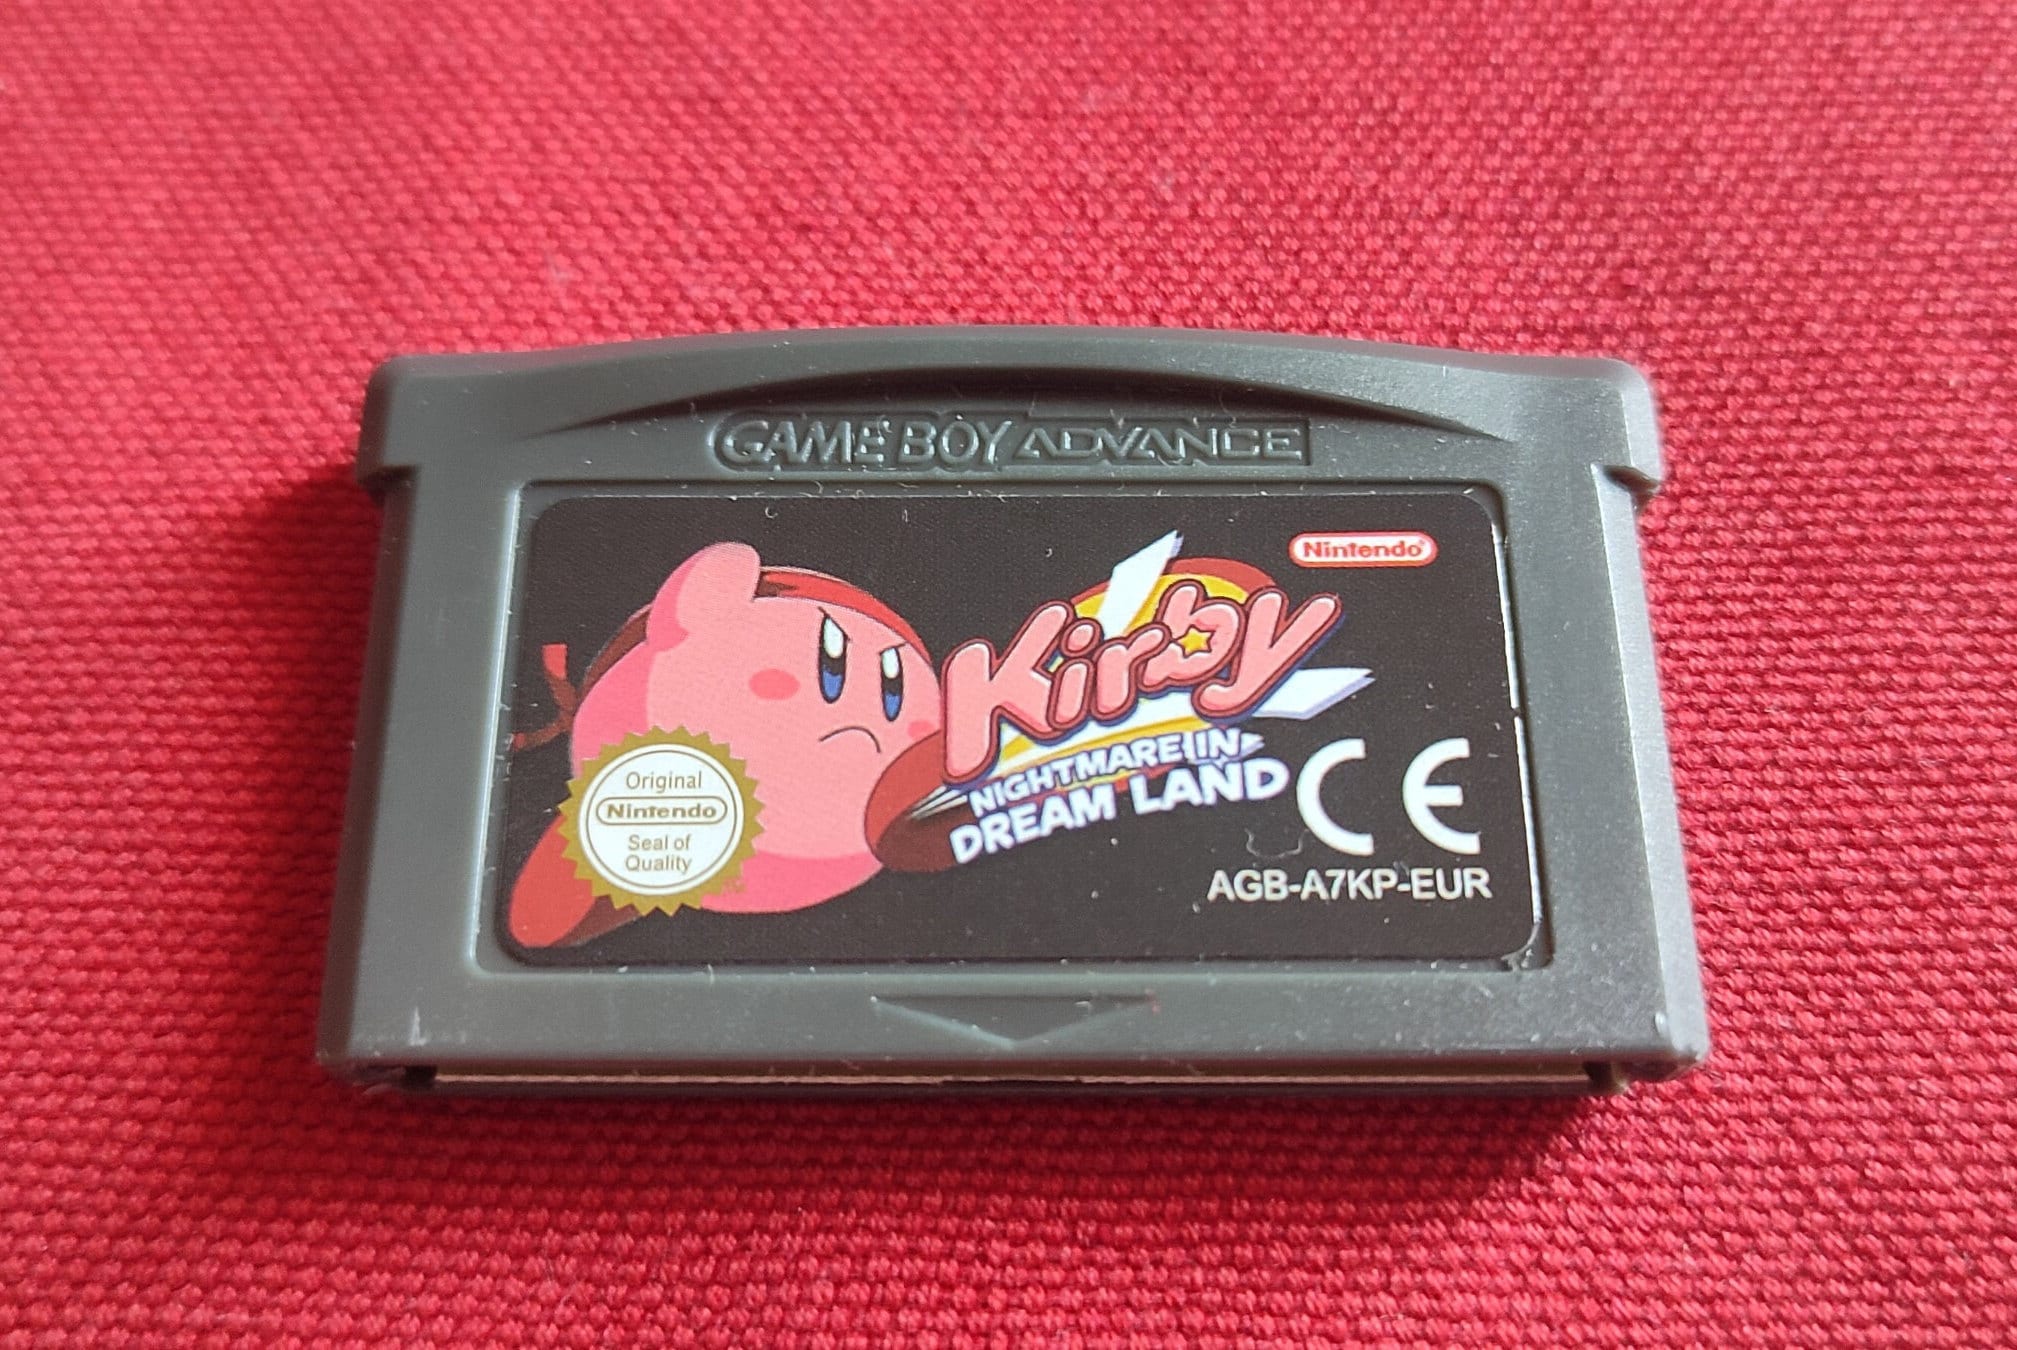 GAME BOY ADVANCE
Nintendo
Kirby
NIGHTMARE IN
DREAM LAND
Original
Nintendo
Seal of
Quality
CE
AGB-A7KP-EUR